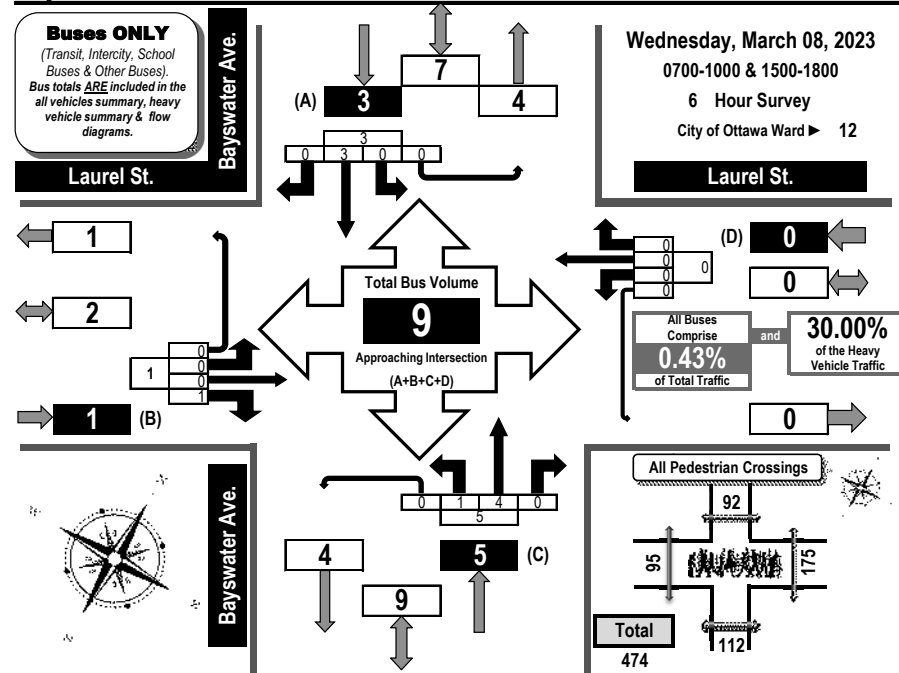 Buses ONLY
(Transit, Intercity, School
Buses & Other Buses).
Bus totals ARE included in the
all vehicles summary, heavy
vehicle summary & flow
diagrams.
Bayswater Ave.
Laurel St.
(A)
3
7
4
3
0 3 0 0
Wednesday, March 08, 2023
0700-1000 & 1500-1800
6 Hour Survey
City of Ottawa Ward ► 12
Laurel St.
1
2
1
0
0
0
1
1
(B)
Total Bus Volume
9
Approaching Intersection
(A+B+C+D)
0
0
0
0
0
(D)
0
0
All Buses
Comprise
0.43%
of Total Traffic
and
30.00%
of the Heavy
Vehicle Traffic
0
Bayswater Ave.
0 1 4 0
5
4
9
5
(C)
All Pedestrian Crossings
92
95
175
112
Total
474